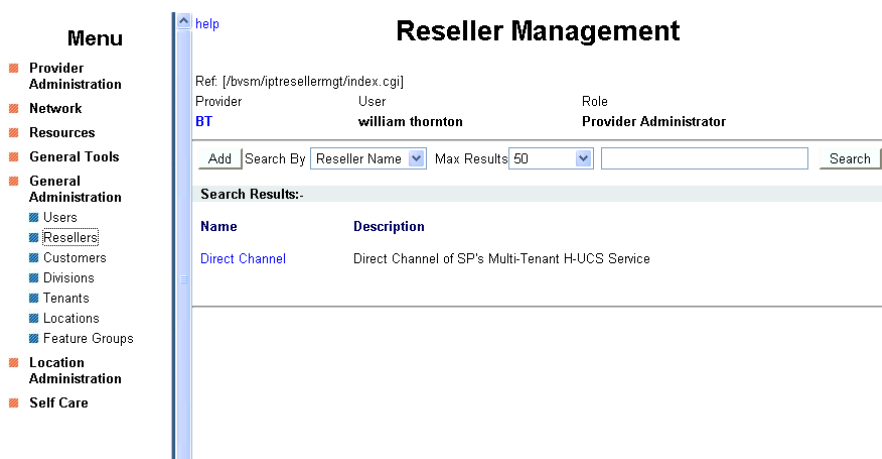 Menu
Provider
Administration
Network
Resources
General Tools
General
Administration
Users
Resellers
Customers
Divisions
Tenants
Locations
Feature Groups
Location
Administration
Self Care
help
Reseller Management
Ref: [/bvsm/iptresellermgt/index.cgi]
Provider User Role
BT william thornton Provider Administrator
Add Search By Reseller Name Max Results 50 Search
Search Results:-
Name Description
Direct Channel Direct Channel of SP's Multi-Tenant H-UCS Service